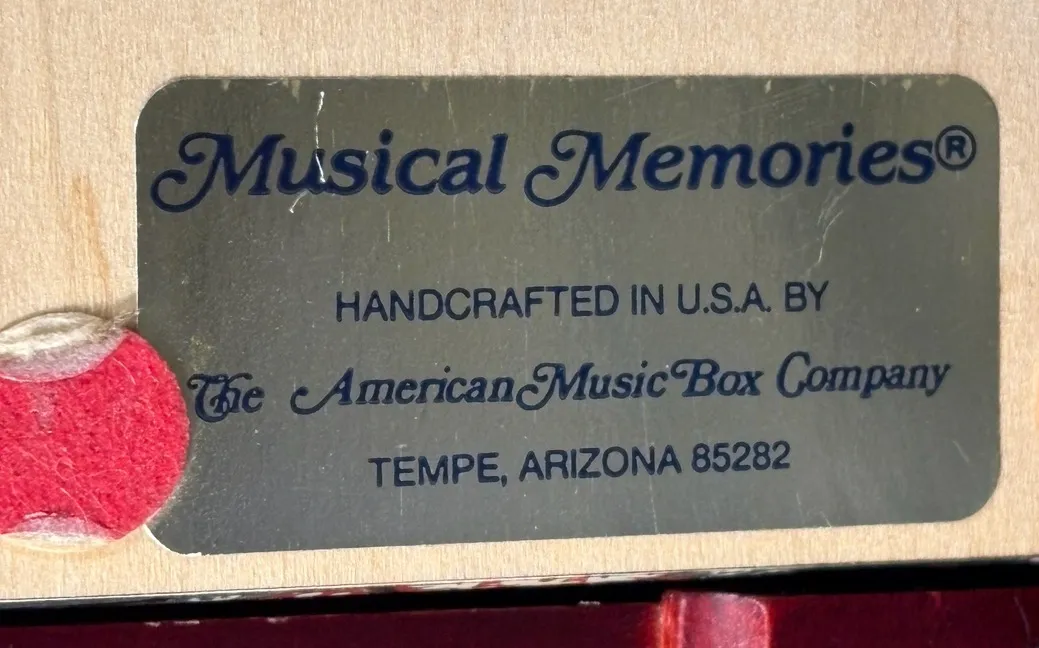 Musical Memories®
HANDCRAFTED IN U.S.A. BY
The American Music Box Company
TEMPE, ARIZONA 85282